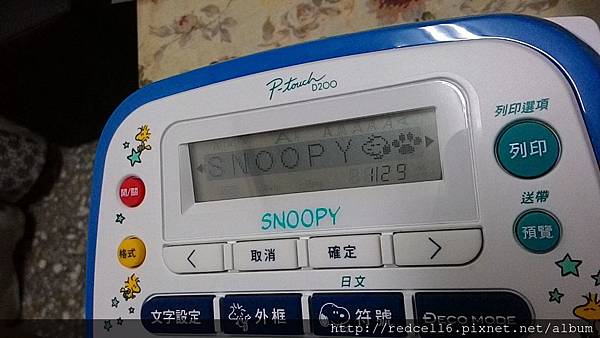 P-touch
D200
列印選項
列印
SNOOPY
1129
送帶
預覽
開/關
SNOOPY
格式
<
取消
確定
>
日文
文字設定
外框
符號
DECO MODE
http://redcell6.pixnet.net/album